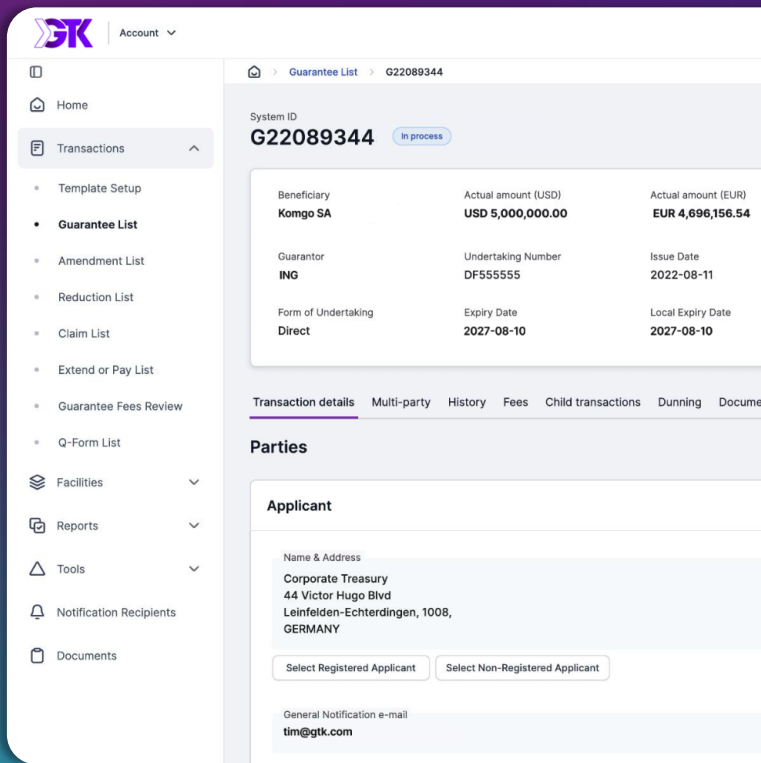 GTK
Account
Guarantee List > G22089344
Home
Transactions
Template Setup
Guarantee List
Amendment List
Reduction List
Claim List
Extend or Pay List
Guarantee Fees Review
Q-Form List
Facilities
Reports
Tools
Notification Recipients
Documents
System ID
G22089344 In process
Beneficiary Actual amount (USD) Actual amount (EUR)
Komgo SA USD 5,000,000.00 EUR 4,696,156.54
Guarantor Undertaking Number Issue Date
ING DF555555 2022-08-11
Form of Undertaking Expiry Date Local Expiry Date
Direct 2027-08-10 2027-08-10
Transaction details Multi-party History Fees Child transactions Dunning Docume
Parties
Applicant
Name & Address
Corporate Treasury
44 Victor Hugo Blvd
Leinfelden-Echterdingen, 1008,
GERMANY
Select Registered Applicant Select Non-Registered Applicant
General Notification e-mail
tim@gtk.com